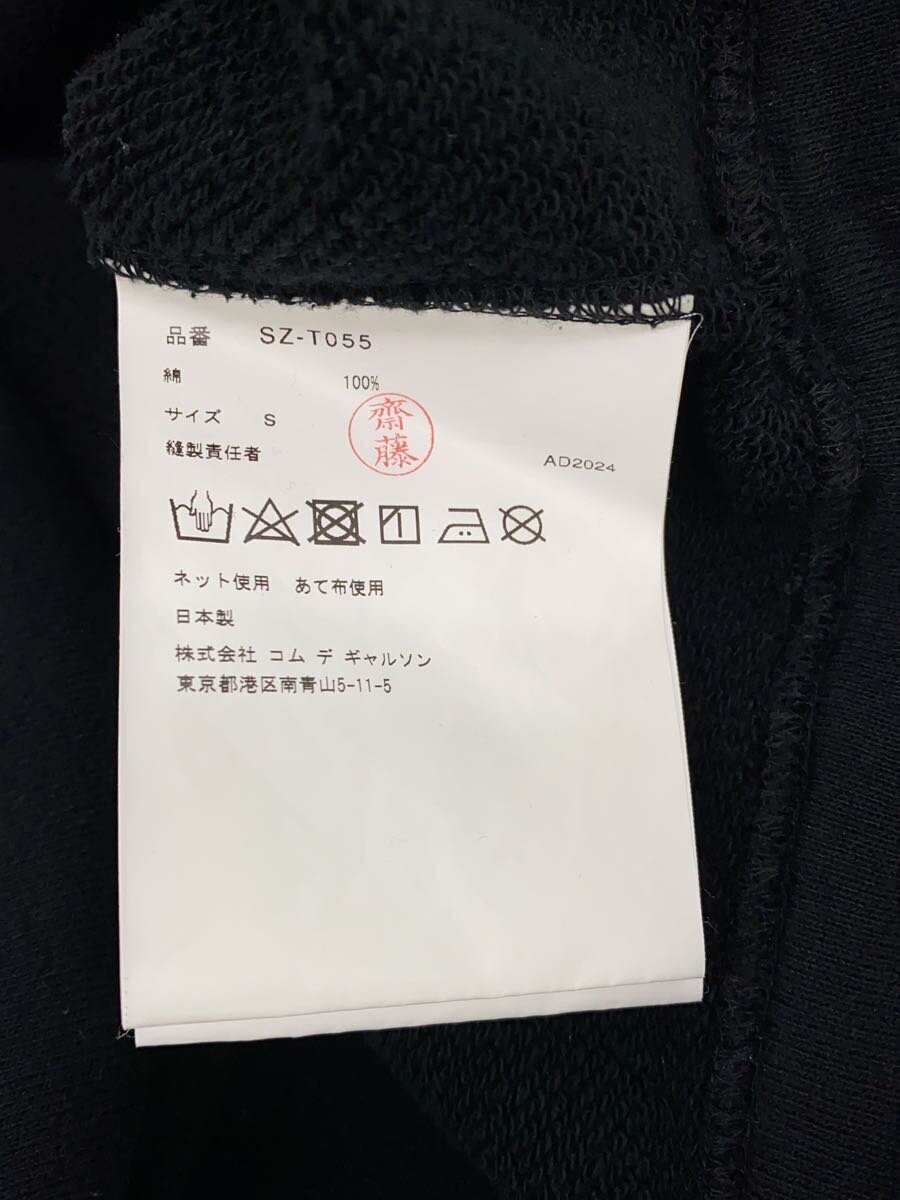 品番 SZ-T055
綿 100%
サイズ S
齋藤
縫製責任者 AD2024
ネット使用 あて布使用
日本製
株式会社 コム デ ギャルソン
東京都港区南青山5-11-5